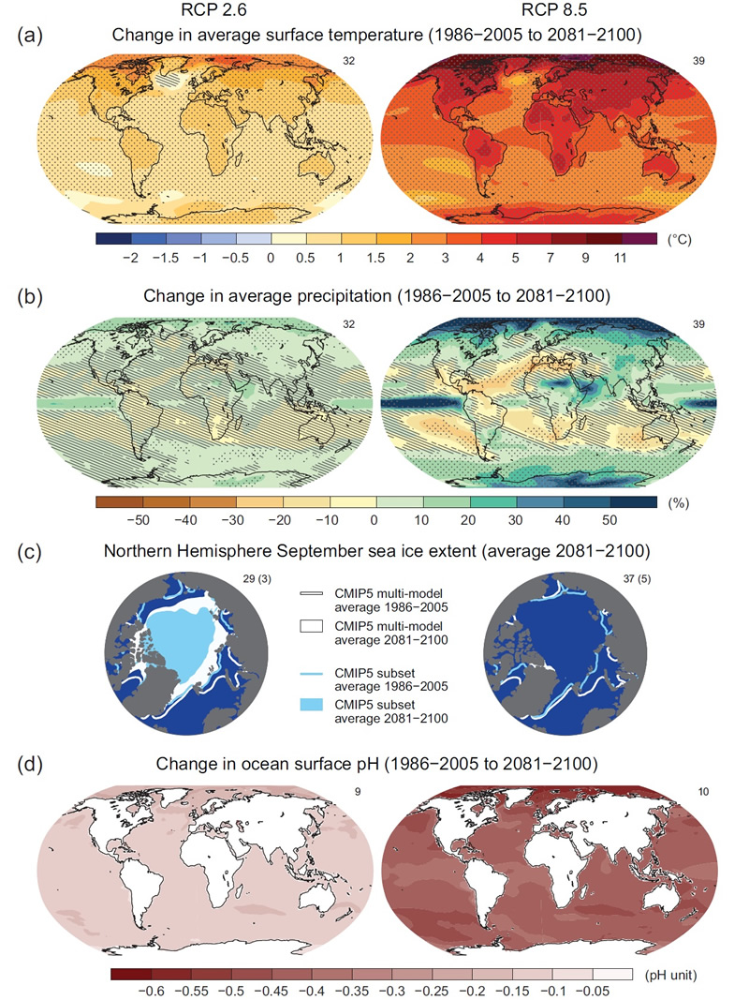 RCP 2.6 RCP 8.5
(a) Change in average surface temperature (1986−2005 to 2081−2100)
32 39
−2 −1.5 −1 −0.5 0 0.5 1 1.5 2 3 4 5 7 9 11 (°C)
(b) Change in average precipitation (1986−2005 to 2081−2100)
32 39
−50 −40 −30 −20 −10 0 10 20 30 40 50 (%)
(c) Northern Hemisphere September sea ice extent (average 2081−2100)
29 (3) 37 (5)
CMIP5 multi-model
average 1986−2005
CMIP5 multi-model
average 2081−2100
CMIP5 subset
average 1986−2005
CMIP5 subset
average 2081−2100
(d) Change in ocean surface pH (1986−2005 to 2081−2100)
9 10
−0.6 −0.55 −0.5 −0.45 −0.4 −0.35 −0.3 −0.25 −0.2 −0.15 −0.1 −0.05 (pH unit)